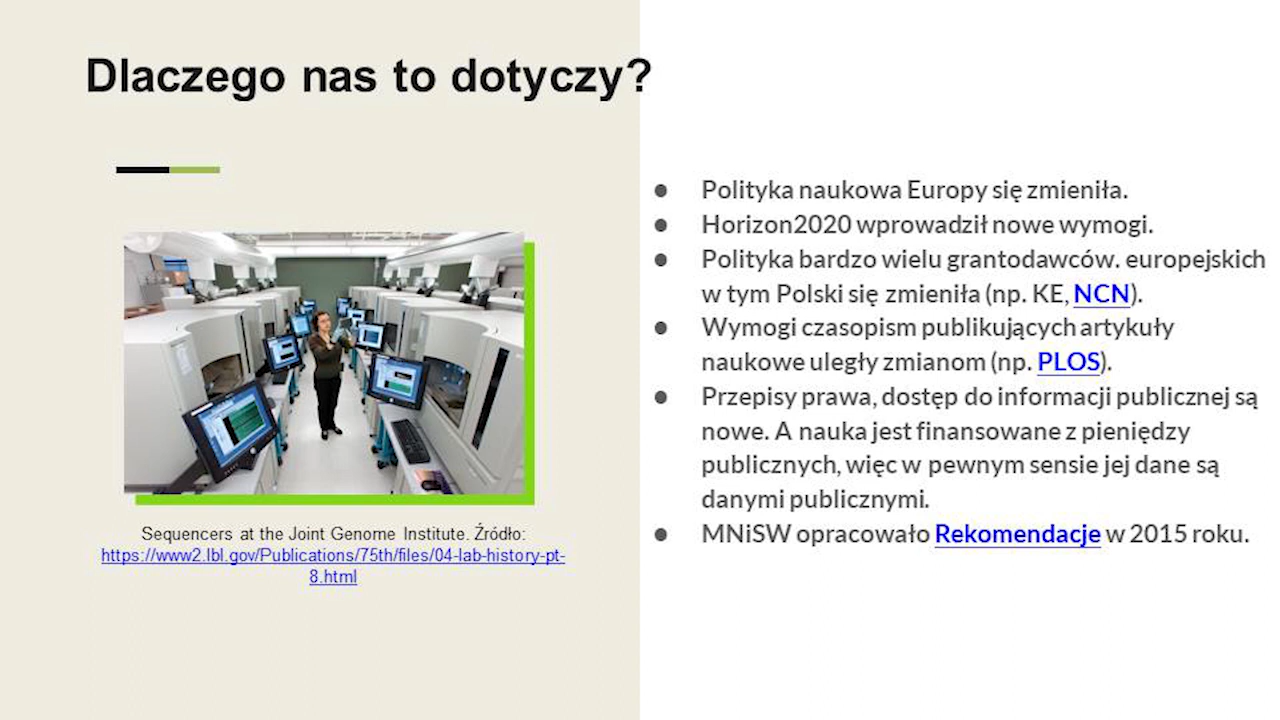 Dlaczego nas to dotyczy?
Sequencers at the Joint Genome Institute. Źródło:
https://www2.lbl.gov/Publications/75th/files/04-lab-history-pt-
8.html
● Polityka naukowa Europy się zmieniła.
● Horizon2020 wprowadził nowe wymogi.
● Polityka bardzo wielu grantodawców. europejskich
w tym Polski się zmieniła (np. KE, NCN).
● Wymogi czasopism publikujących artykuły
naukowe uległy zmianom (np. PLOS).
● Przepisy prawa, dostęp do informacji publicznej są
nowe. A nauka jest finansowane z pieniędzy
publicznych, więc w pewnym sensie jej dane są
danymi publicznymi.
● MNiSW opracowało Rekomendacje w 2015 roku.